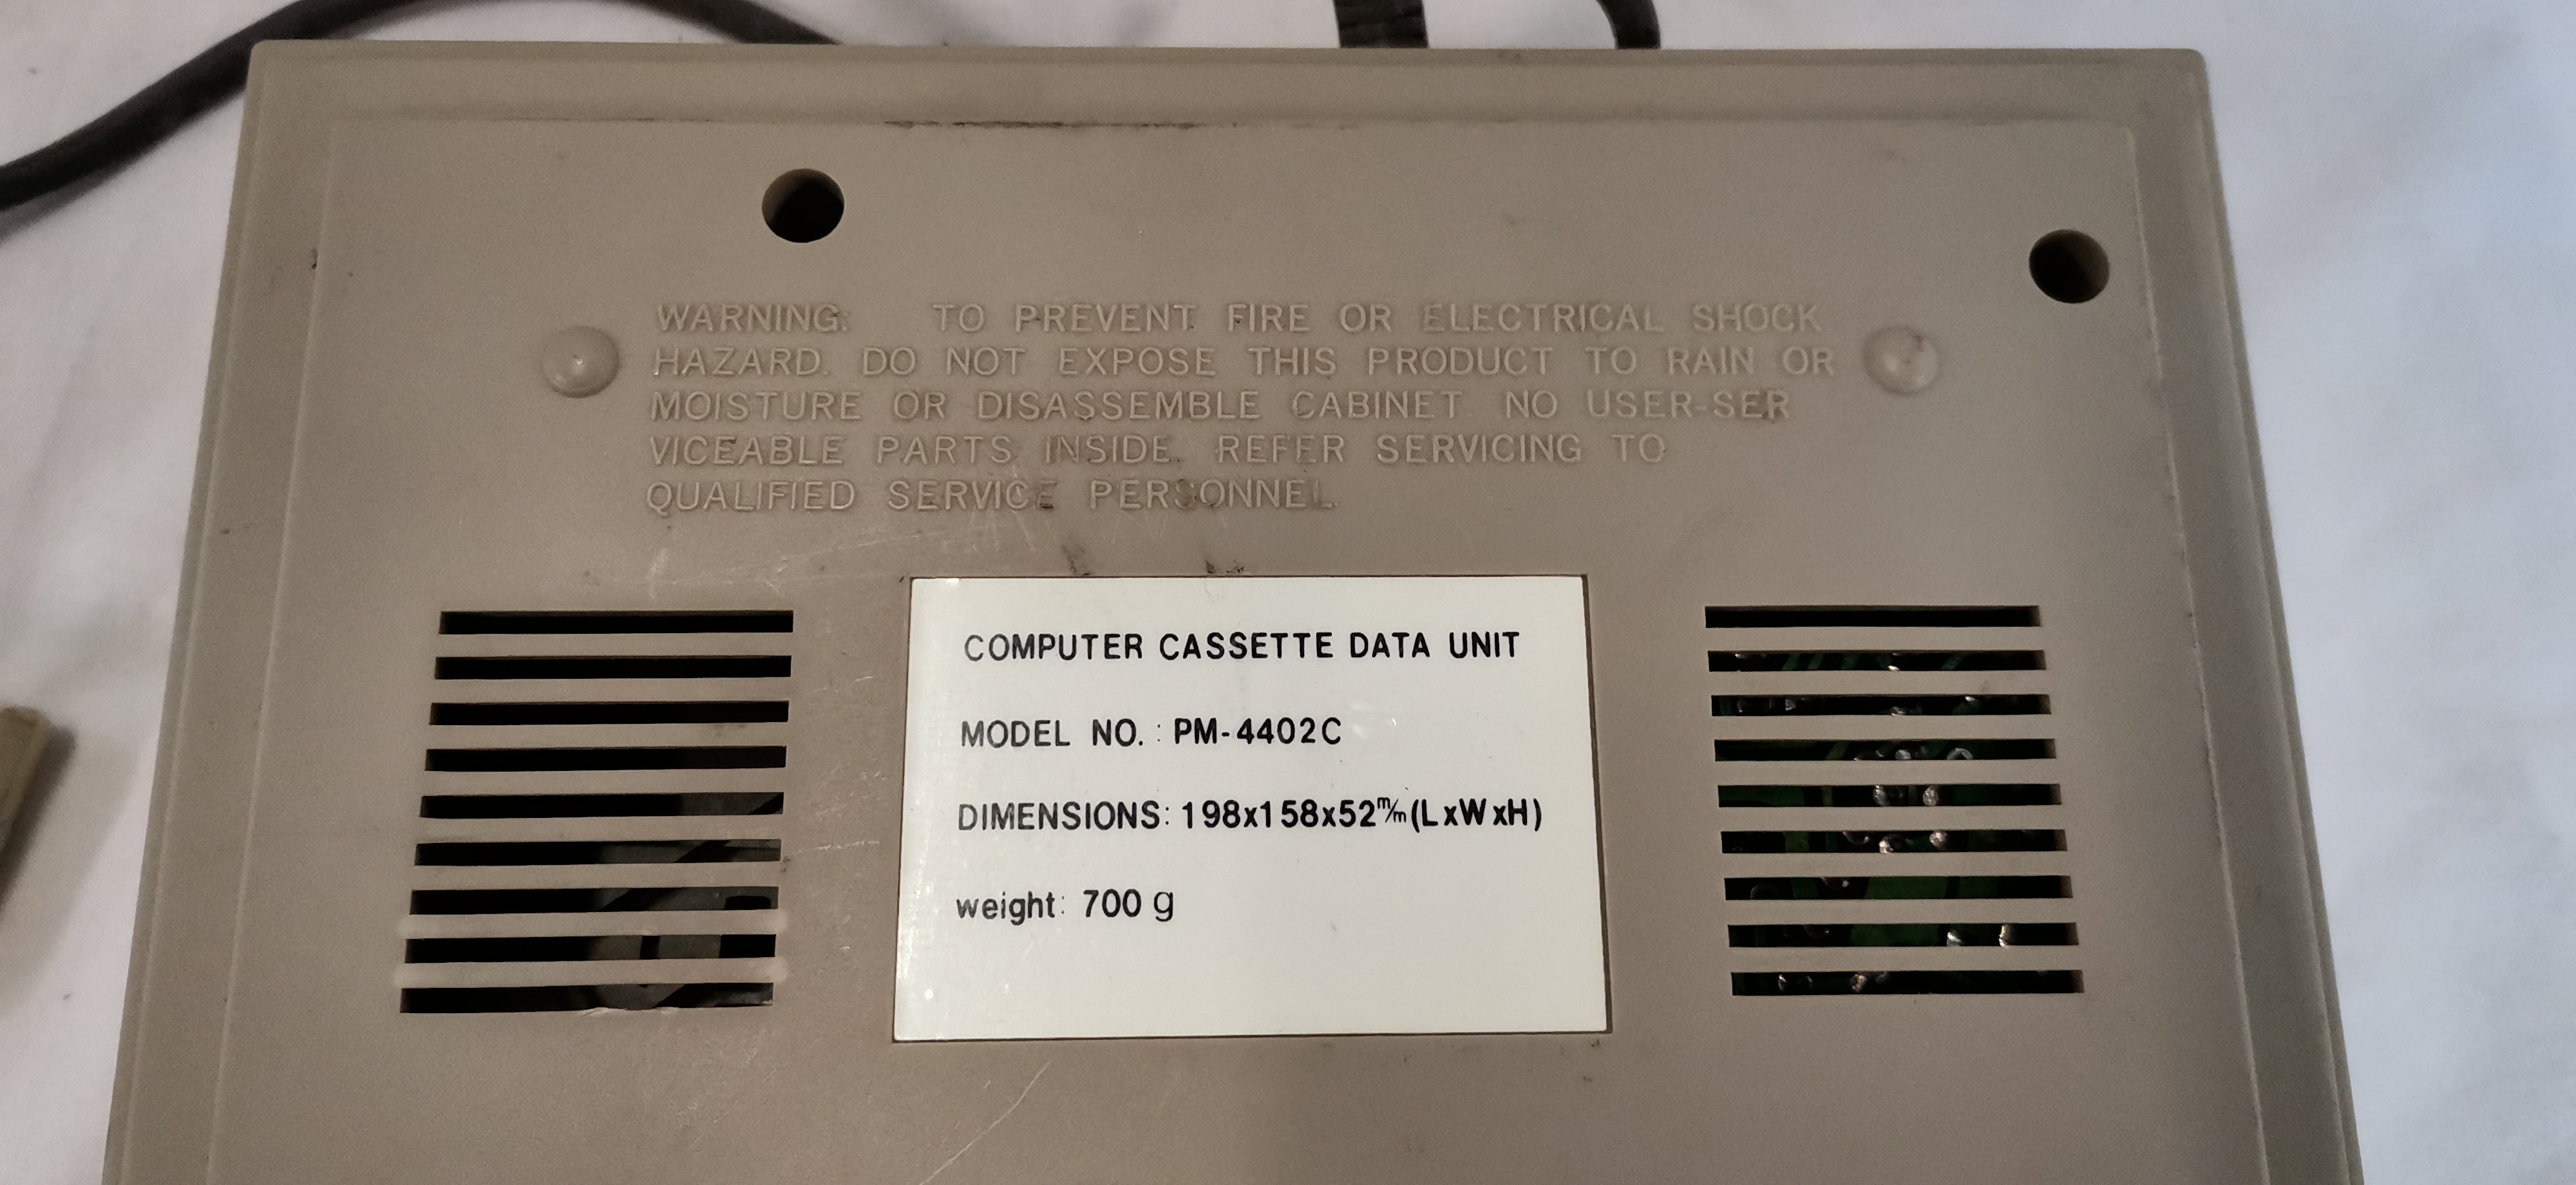 WARNING: TO PREVENT FIRE OR ELECTRICAL SHOCK
HAZARD. DO NOT EXPOSE THIS PRODUCT TO RAIN OR
MOISTURE OR DISASSEMBLE CABINET. NO USER-SER
VICEABLE PARTS INSIDE. REFER SERVICING TO
QUALIFIED SERVICE PERSONNEL.
COMPUTER CASSETTE DATA UNIT
MODEL NO. : PM-4402C
DIMENSIONS: 198x158x52m/m(LxWxH)
weight: 700 g